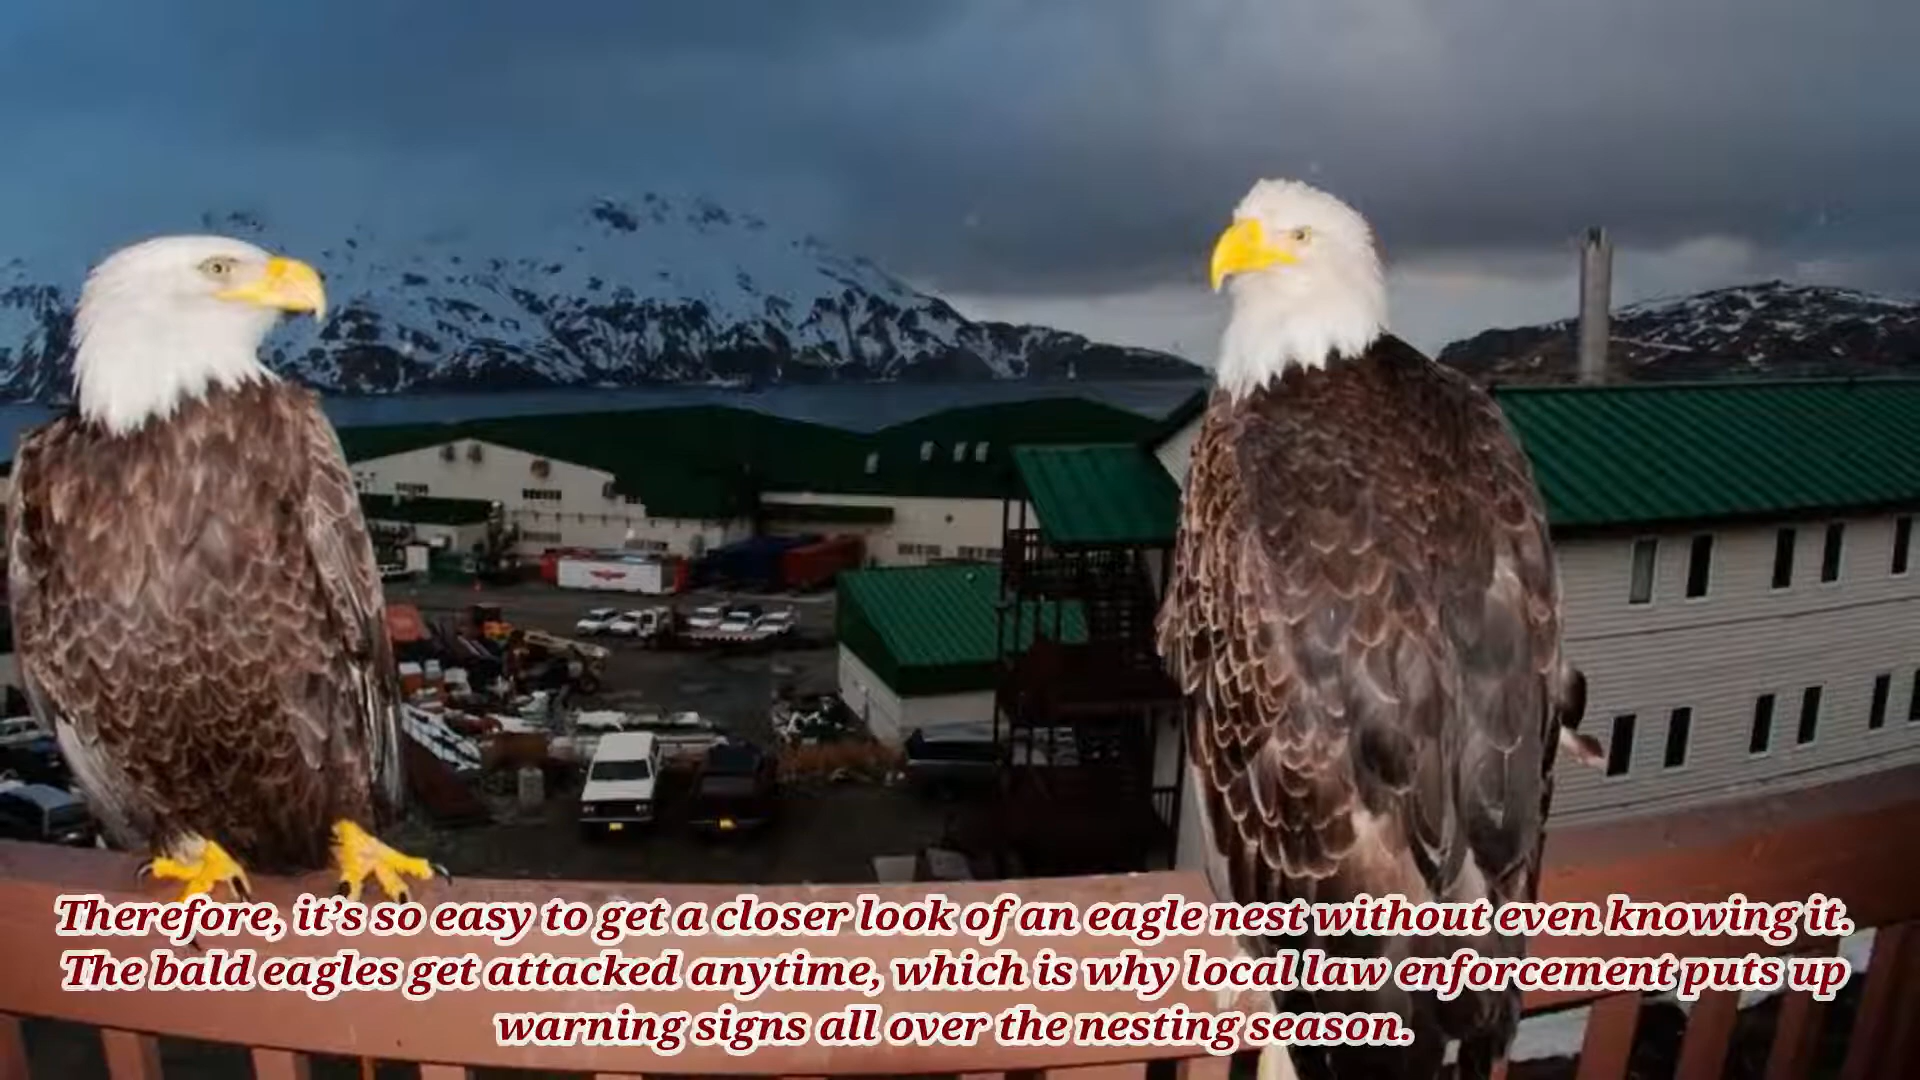 Therefore, it’s so easy to get a closer look of an eagle nest without even knowing it.
The bald eagles get attacked anytime, which is why local law enforcement puts up
warning signs all over the nesting season.